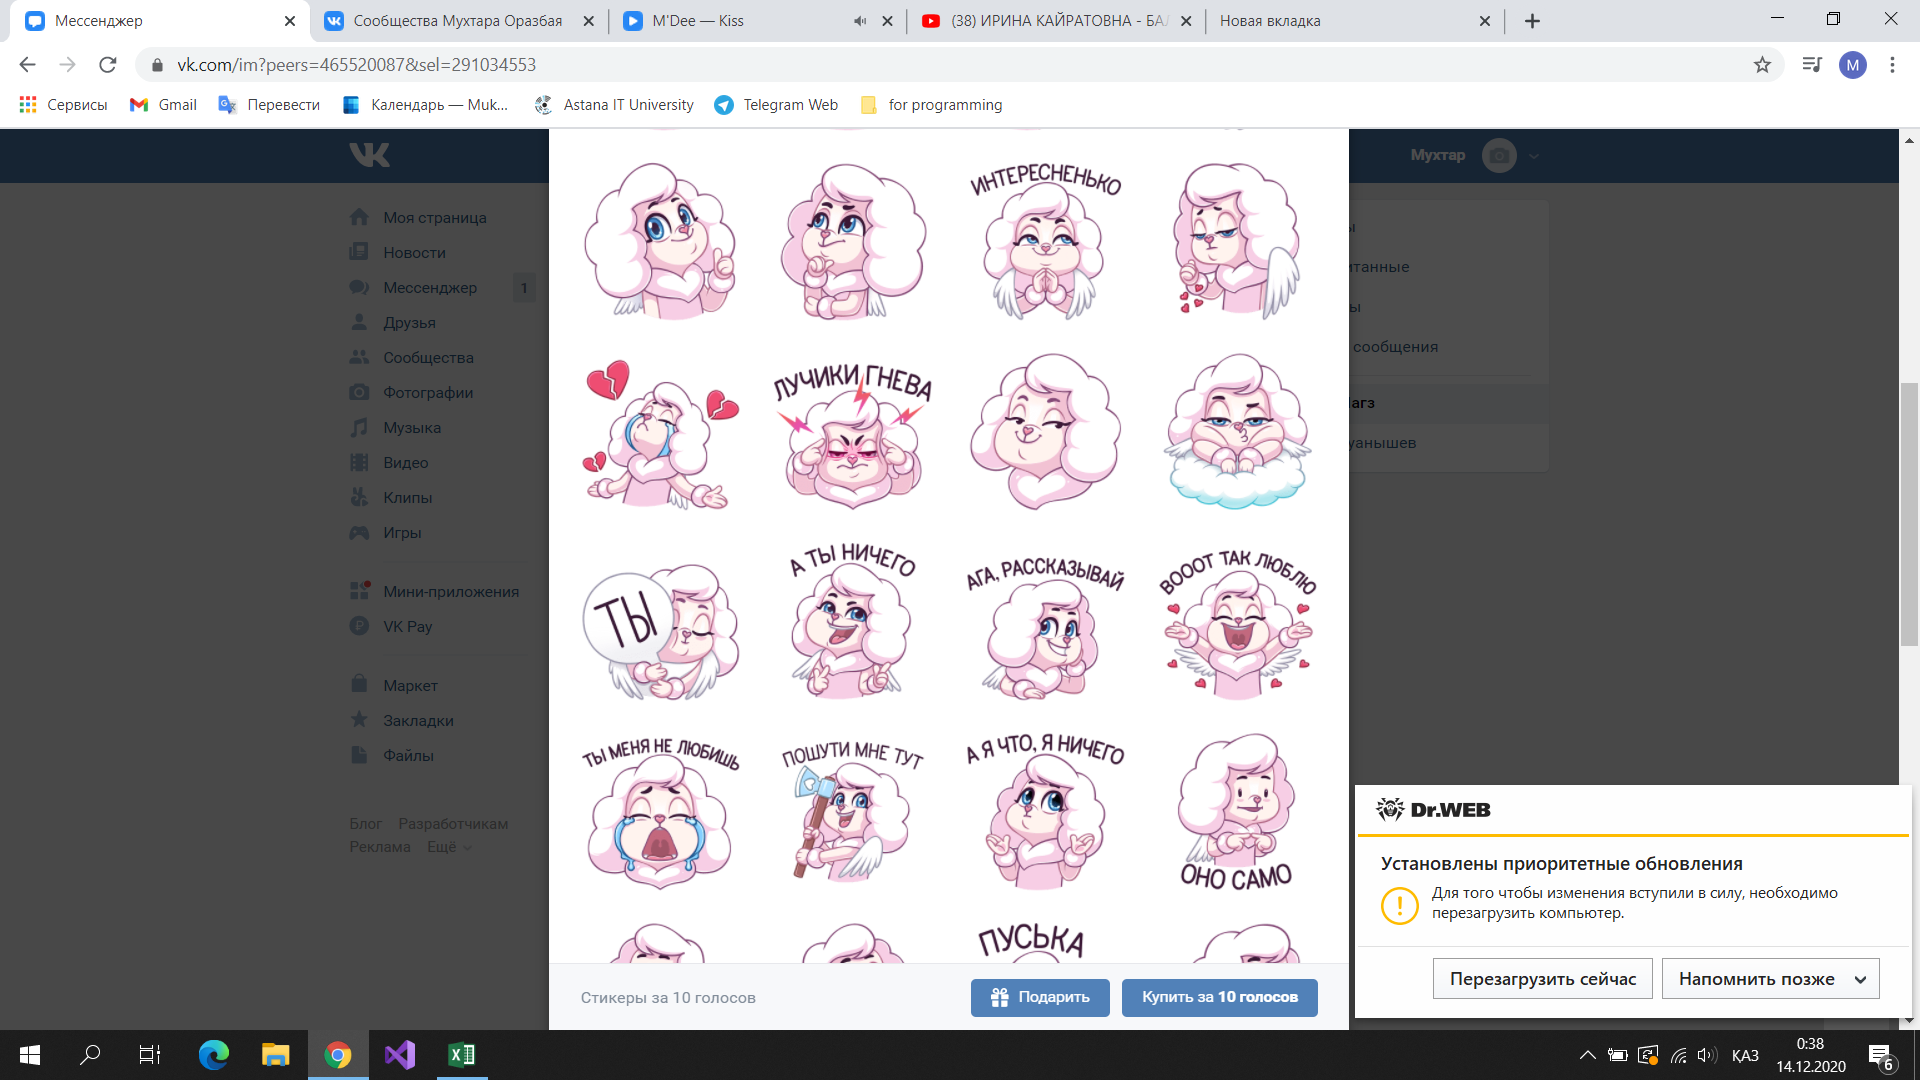 Мессенджер
Сообщества Мухтара Оразбая
M'Dee — Kiss
(38) ИРИНА КАЙРАТОВНА - БАЛ
Новая вкладка
vk.com/im?peers=465520087&sel=291034553
M
Сервисы
Gmail
Перевести
Календарь — Muk...
Astana IT University
Telegram Web
for programming
Мухтар
Моя страница
Новости
Мессенджер 1
Друзья
Сообщества
Фотографии
Музыка
Видео
Клипы
Игры
Мини-приложения
VK Pay
Маркет
Закладки
Файлы
Блог Разработчикам
Реклама Ещё
ИНТЕРЕСНЕНЬКО
ЛУЧИКИ ГНЕВА
ТЫ
А ТЫ НИЧЕГО
АГА, РАССКАЗЫВАЙ
ВОООТ ТАК ЛЮБЛЮ
ТЫ МЕНЯ НЕ ЛЮБИШЬ
ПОШУТИ МНЕ ТУТ
А Я ЧТО, Я НИЧЕГО
ОНО САМО
ПУСЬКА
Стикеры за 10 голосов
Подарить
Купить за 10 голосов
ы
итанные
ы
сообщения
уанышев
Dr.WEB
Установлены приоритетные обновления
Для того чтобы изменения вступили в силу, необходимо
перезагрузить компьютер.
Перезагрузить сейчас
Напомнить позже
ҚАЗ
0:38
14.12.2020
6